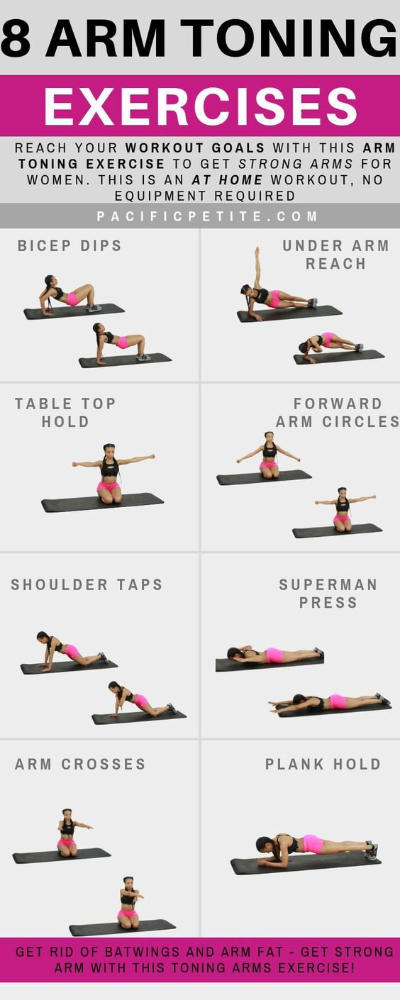 8 ARM TONING
EXERCISES
REACH YOUR WORKOUT GOALS WITH THIS ARM
TONING EXERCISE TO GET STRONG ARMS FOR
WOMEN. THIS IS AN AT HOME WORKOUT, NO
EQUIPMENT REQUIRED
PACIFICPETITE.COM
BICEP DIPS
UNDER ARM
REACH
TABLE TOP
HOLD
FORWARD
ARM CIRCLES
SHOULDER TAPS
SUPERMAN
PRESS
ARM CROSSES
PLANK HOLD
GET RID OF BATWINGS AND ARM FAT - GET STRONG
ARM WITH THIS TONING ARMS EXERCISE!